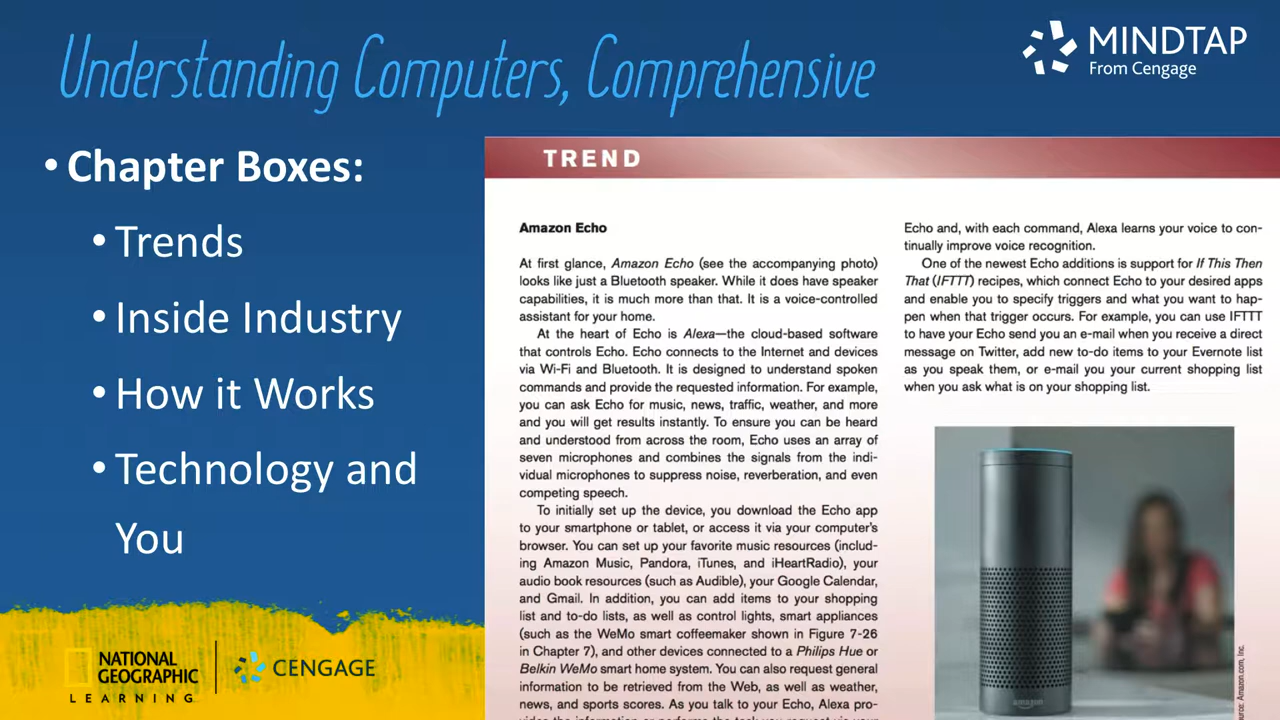 Understanding Computers, Comprehensive
MINDTAP
From Cengage
• Chapter Boxes:
• Trends
• Inside Industry
• How it Works
• Technology and
You
NATIONAL
GEOGRAPHIC
LEARNING
CENGAGE
TREND
Amazon Echo
At first glance, Amazon Echo (see the accompanying photo)
looks like just a Bluetooth speaker. While it does have speaker
capabilities, it is much more than that. It is a voice-controlled
assistant for your home.
At the heart of Echo is Alexa—the cloud-based software
that controls Echo. Echo connects to the Internet and devices
via Wi-Fi and Bluetooth. It is designed to understand spoken
commands and provide the requested information. For example,
you can ask Echo for music, news, traffic, weather, and more
and you will get results instantly. To ensure you can be heard
and understood from across the room, Echo uses an array of
seven microphones and combines the signals from the indi-
vidual microphones to suppress noise, reverberation, and even
competing speech.
To initially set up the device, you download the Echo app
to your smartphone or tablet, or access it via your computer's
browser. You can set up your favorite music resources (includ-
ing Amazon Music, Pandora, iTunes, and iHeartRadio), your
audio book resources (such as Audible), your Google Calendar,
and Gmail. In addition, you can add items to your shopping
list and to-do lists, as well as control lights, smart appliances
(such as the WeMo smart coffeemaker shown in Figure 7-26
in Chapter 7), and other devices connected to a Philips Hue or
Belkin WeMo smart home system. You can also request general
information to be retrieved from the Web, as well as weather,
news, and sports scores. As you talk to your Echo, Alexa pro-
Echo and, with each command, Alexa learns your voice to con-
tinually improve voice recognition.
One of the newest Echo additions is support for If This Then
That (IFTTT) recipes, which connect Echo to your desired apps
and enable you to specify triggers and what you want to hap-
pen when that trigger occurs. For example, you can use IFTTT
to have your Echo send you an e-mail when you receive a direct
message on Twitter, add new to-do items to your Evernote list
as you speak them, or e-mail you your current shopping list
when you ask what is on your shopping list.
amazon
Amazon.com, Inc.